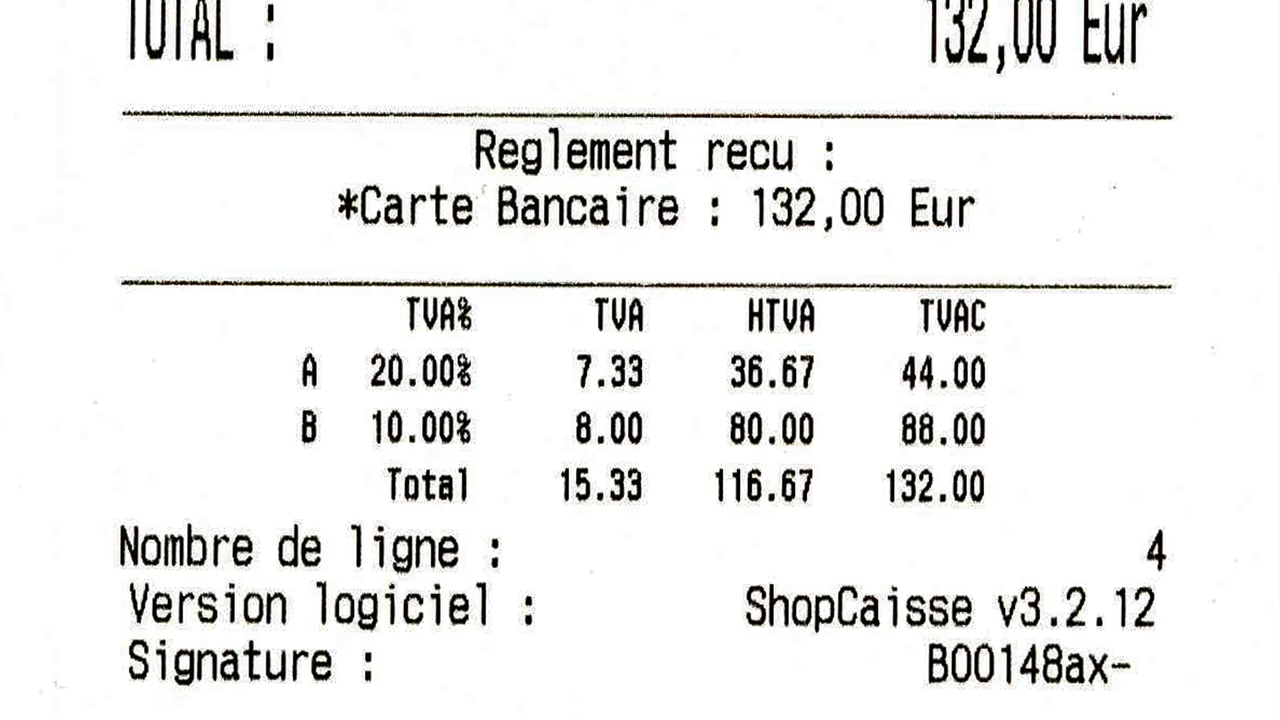 TOTAL : 132,00 Eur
Reglement recu :
*Carte Bancaire : 132,00 Eur
TVA% TVA HTVA TVAC
A 20.00% 7.33 36.67 44.00
B 10.00% 8.00 80.00 88.00
Total 15.33 116.67 132.00
Nombre de ligne : 4
Version logiciel : ShopCaisse v3.2.12
Signature : B00148ax-